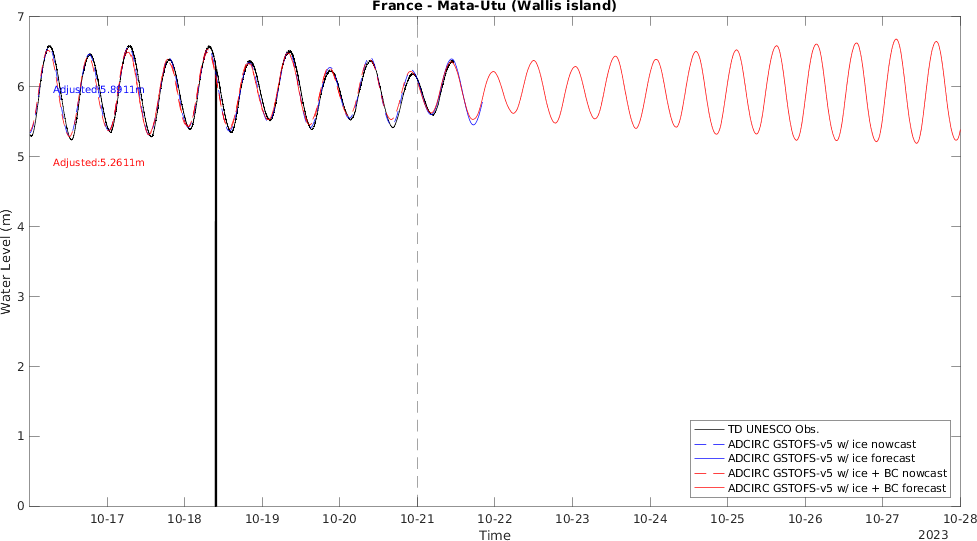 France - Mata-Utu (Wallis island)
7
6
5
4
3
2
1
0
Water Level (m)
Adjusted:5.8911m
Adjusted:5.2611m
TD UNESCO Obs.
ADCIRC GSTOFS-v5 w/ ice nowcast
ADCIRC GSTOFS-v5 w/ ice forecast
ADCIRC GSTOFS-v5 w/ ice + BC nowcast
ADCIRC GSTOFS-v5 w/ ice + BC forecast
10-17 10-18 10-19 10-20 10-21 10-22 10-23 10-24 10-25 10-26 10-27 10-28
Time
2023